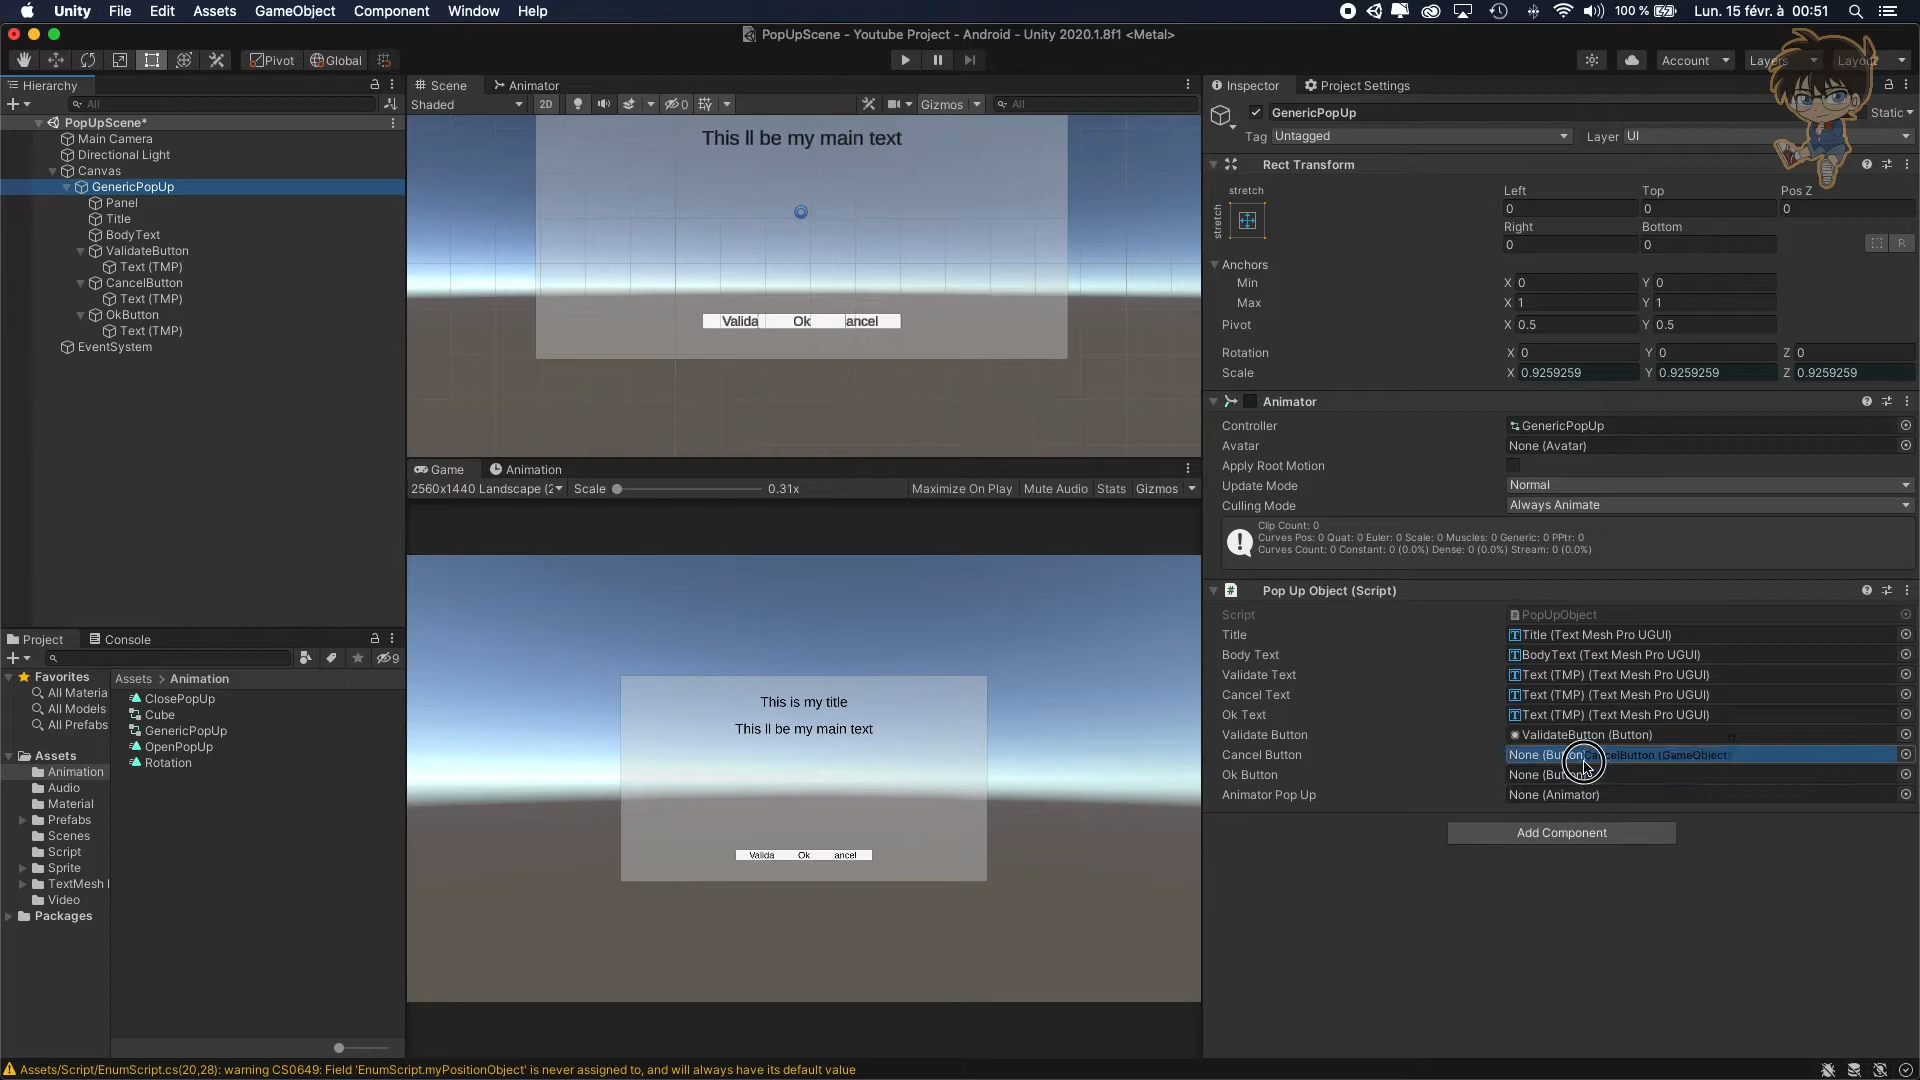 Unity File Edit Assets GameObject Component Window Help 100 % Lun. 15 févr. à 00:51
PopUpScene - Youtube Project - Android - Unity 2020.1.8f1 <Metal>
Pivot Global Account Layers Layout
Hierarchy
All
PopUpScene*
Main Camera
Directional Light
Canvas
GenericPopUp
Panel
Title
BodyText
ValidateButton
Text (TMP)
CancelButton
Text (TMP)
OkButton
Text (TMP)
EventSystem
Scene Animator
Shaded 2D 0 Gizmos All
This ll be my main text
Valida Ok ancel
Game Animation
2560x1440 Landscape (2 Scale 0.31x Maximize On Play Mute Audio Stats Gizmos
This is my title
This ll be my main text
Valida Ok ancel
Project Console
9
Favorites
All Materia
All Models
All Prefabs
Assets
Animation
Audio
Material
Prefabs
Scenes
Script
Sprite
TextMesh
Video
Packages
Assets > Animation
ClosePopUp
Cube
GenericPopUp
OpenPopUp
Rotation
Inspector Project Settings
GenericPopUp Static
Tag Untagged Layer UI
Rect Transform
stretch Left Top Pos Z
stretch 0 0 0
Right Bottom
0 0 R
Anchors
Min X 0 Y 0
Max X 1 Y 1
Pivot X 0.5 Y 0.5
Rotation X 0 Y 0 Z 0
Scale X 0.9259259 Y 0.9259259 Z 0.9259259
Animator
Controller GenericPopUp
Avatar None (Avatar)
Apply Root Motion
Update Mode Normal
Culling Mode Always Animate
Clip Count: 0
Curves Pos: 0 Quat: 0 Euler: 0 Scale: 0 Muscles: 0 Generic: 0 PPtr: 0
Curves Count: 0 Constant: 0 (0.0%) Dense: 0 (0.0%) Stream: 0 (0.0%)
Pop Up Object (Script)
Script PopUpObject
Title Title (Text Mesh Pro UGUI)
Body Text BodyText (Text Mesh Pro UGUI)
Validate Text Text (TMP) (Text Mesh Pro UGUI)
Cancel Text Text (TMP) (Text Mesh Pro UGUI)
Ok Text Text (TMP) (Text Mesh Pro UGUI)
Validate Button ValidateButton (Button)
Cancel Button None (Button) CancelButton (GameObject
Ok Button None (Button)
Animator Pop Up None (Animator)
Add Component
Assets/Script/EnumScript.cs(20,28): warning CS0649: Field 'EnumScript.myPositionObject' is never assigned to, and will always have its default value